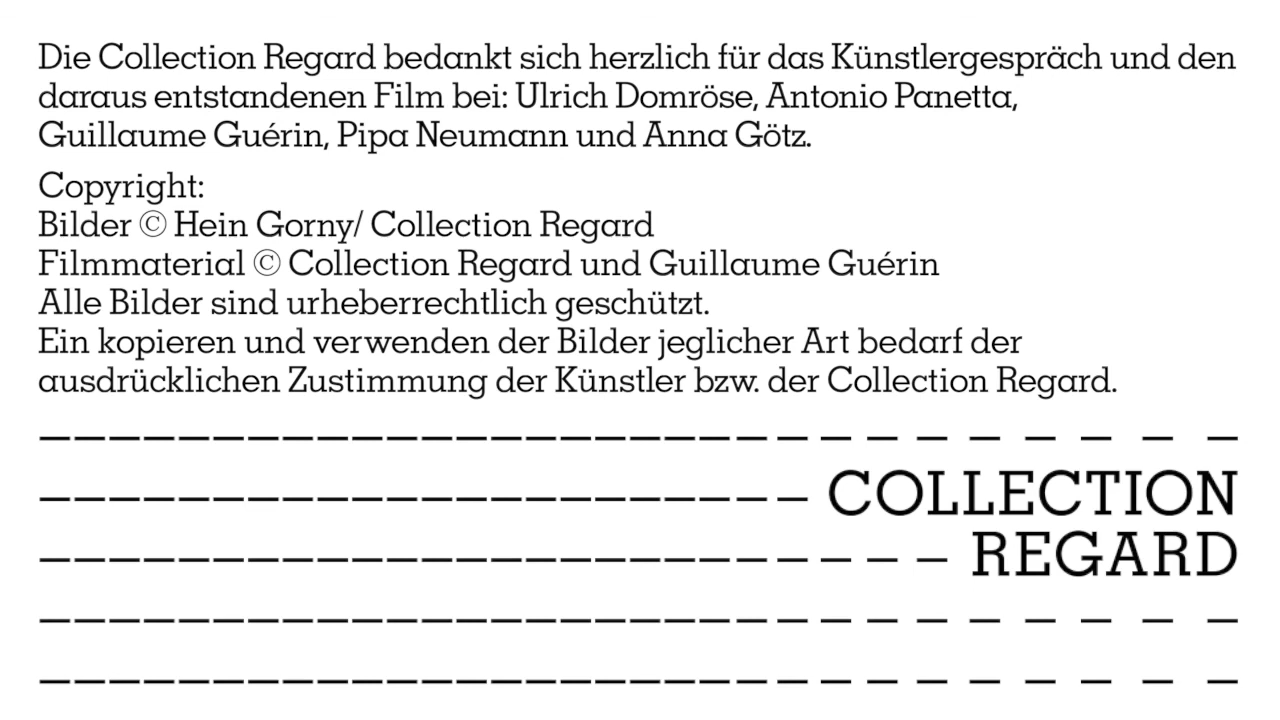 Die Collection Regard bedankt sich herzlich für das Künstlergespräch und den
daraus entstandenen Film bei: Ulrich Domröse, Antonio Panetta,
Guillaume Guérin, Pipa Neumann und Anna Götz.
Copyright:
Bilder © Hein Gorny/ Collection Regard
Filmmaterial © Collection Regard und Guillaume Guérin
Alle Bilder sind urheberrechtlich geschützt.
Ein kopieren und verwenden der Bilder jeglicher Art bedarf der
ausdrücklichen Zustimmung der Künstler bzw. der Collection Regard.
COLLECTION
REGARD